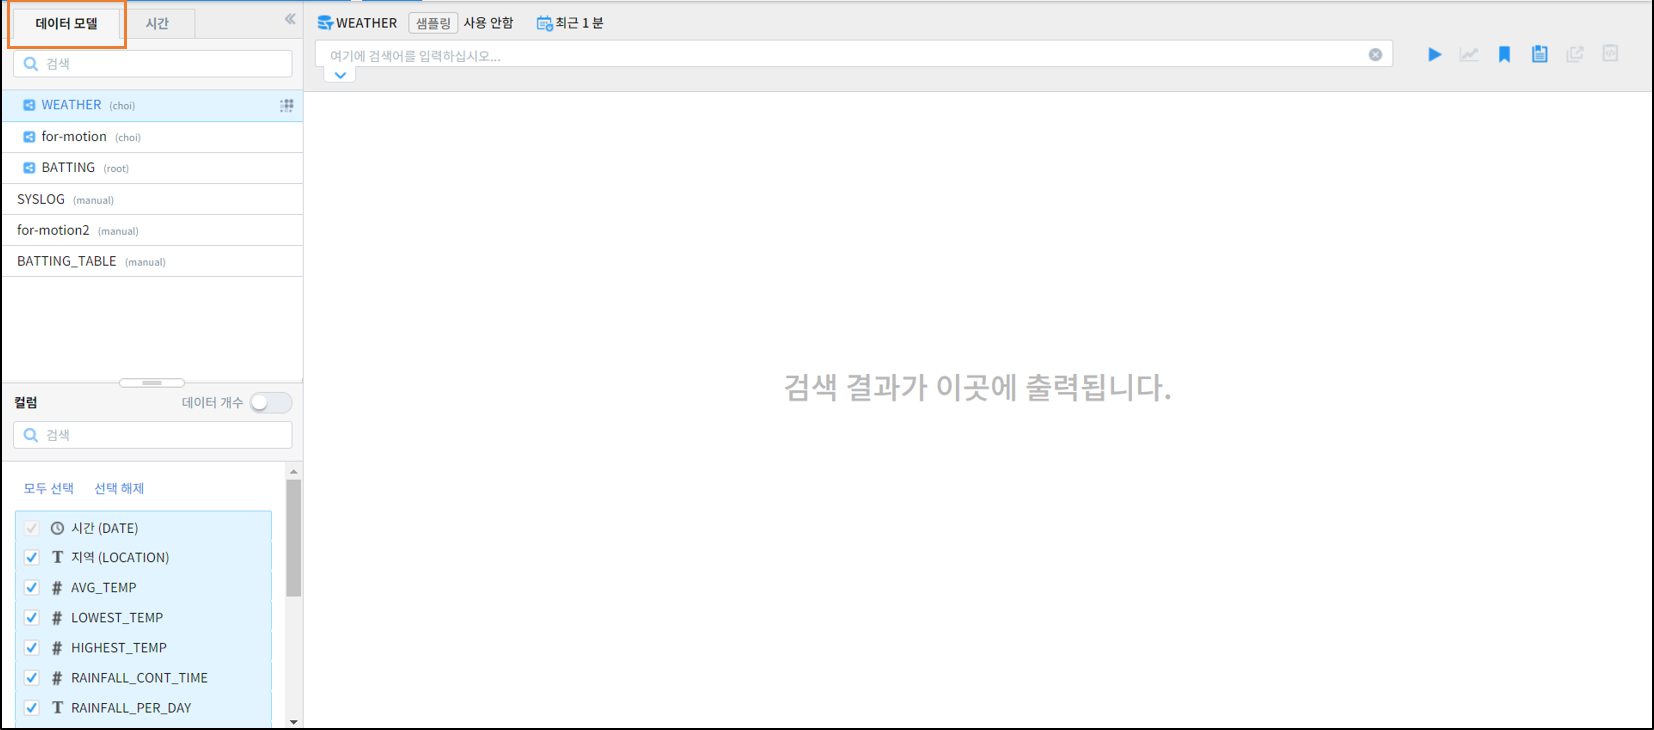 데이터 모델 시간
검색
WEATHER (choi)
for-motion (choi)
BATTING (root)
SYSLOG (manual)
for-motion2 (manual)
BATTING_TABLE (manual)
컬럼 데이터 개수
검색
모두 선택 선택 해제
시간 (DATE)
T 지역 (LOCATION)
# AVG_TEMP
# LOWEST_TEMP
# HIGHEST_TEMP
# RAINFALL_CONT_TIME
T RAINFALL_PER_DAY
WEATHER 샘플링 사용 안함 최근 1 분
여기에 검색어를 입력하십시오...
검색 결과가 이곳에 출력됩니다.